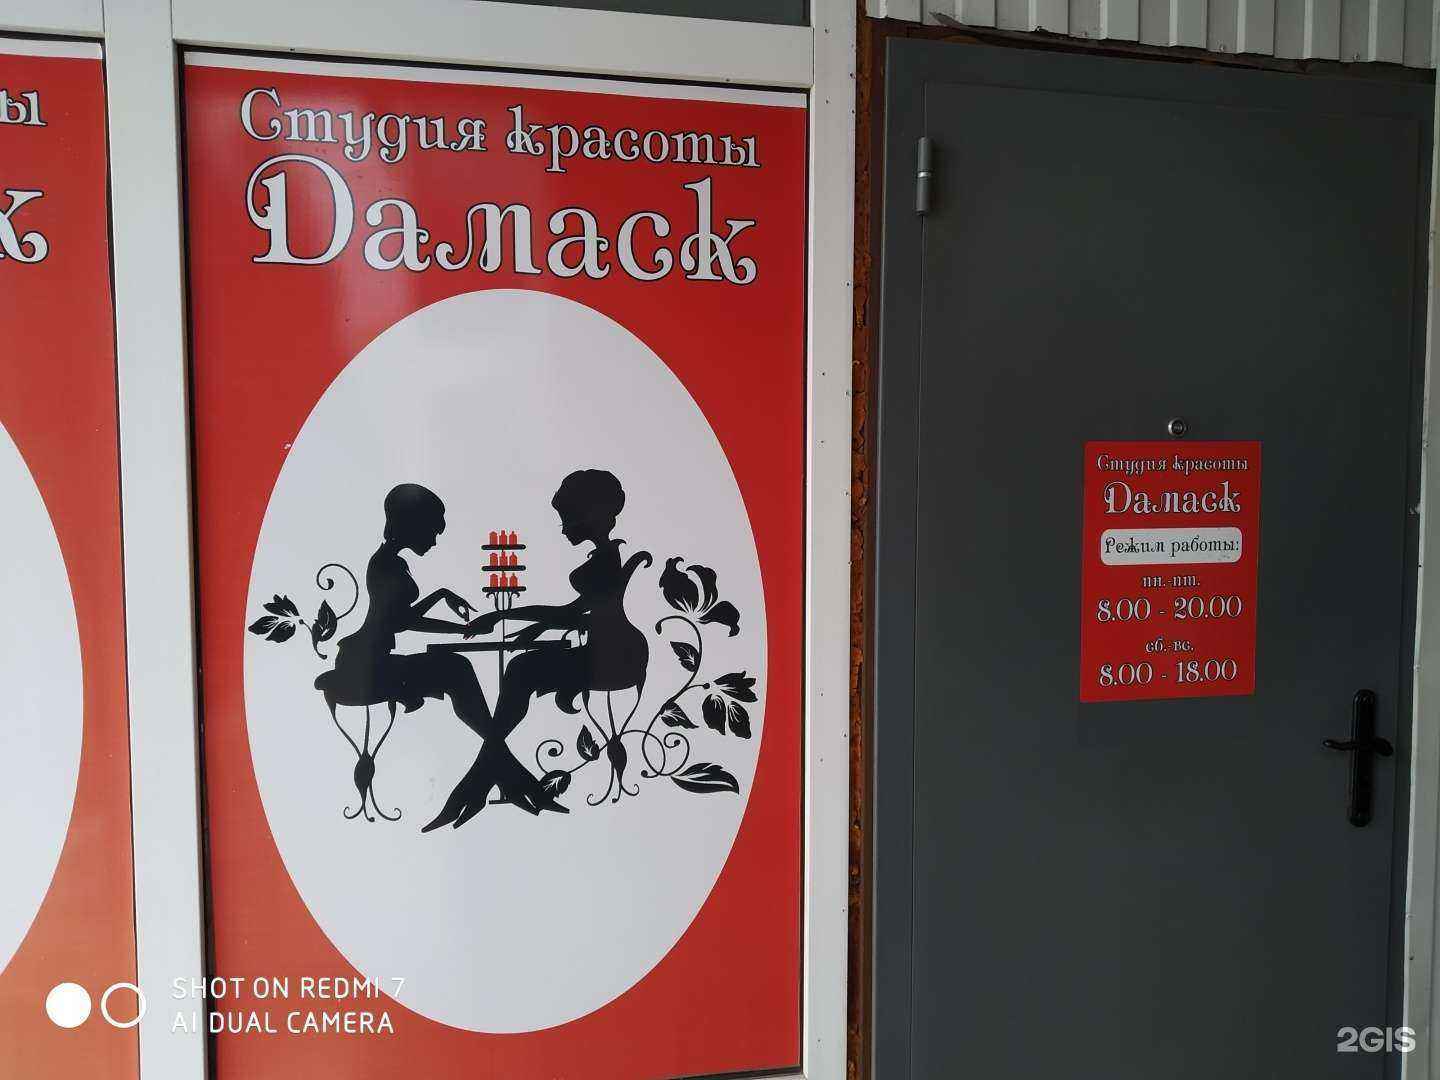 ы
к
Студия красоты
Дамаск
Студия красоты
Дамаск
Режим работы:
пн.-пт.
8.00 - 20.00
сб.-вс.
8.00 - 18.00
SHOT ON REDMI 7
AI DUAL CAMERA
2GIS